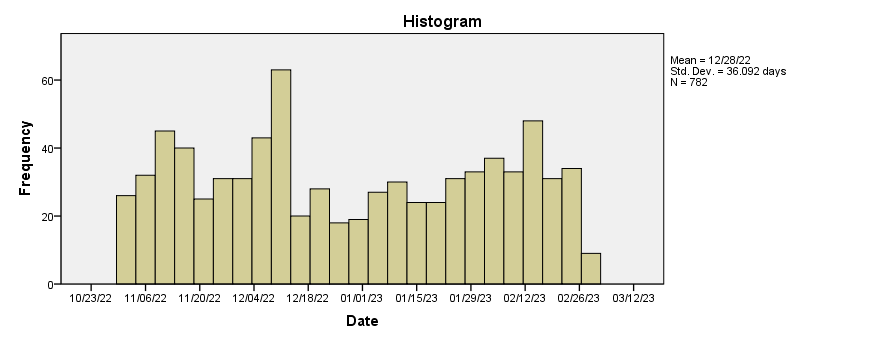 Histogram
Mean = 12/28/22
Std. Dev. = 36.092 days
N = 782
Frequency
60
40
20
0
10/23/22 11/06/22 11/20/22 12/04/22 12/18/22 01/01/23 01/15/23 01/29/23 02/12/23 02/26/23 03/12/23
Date